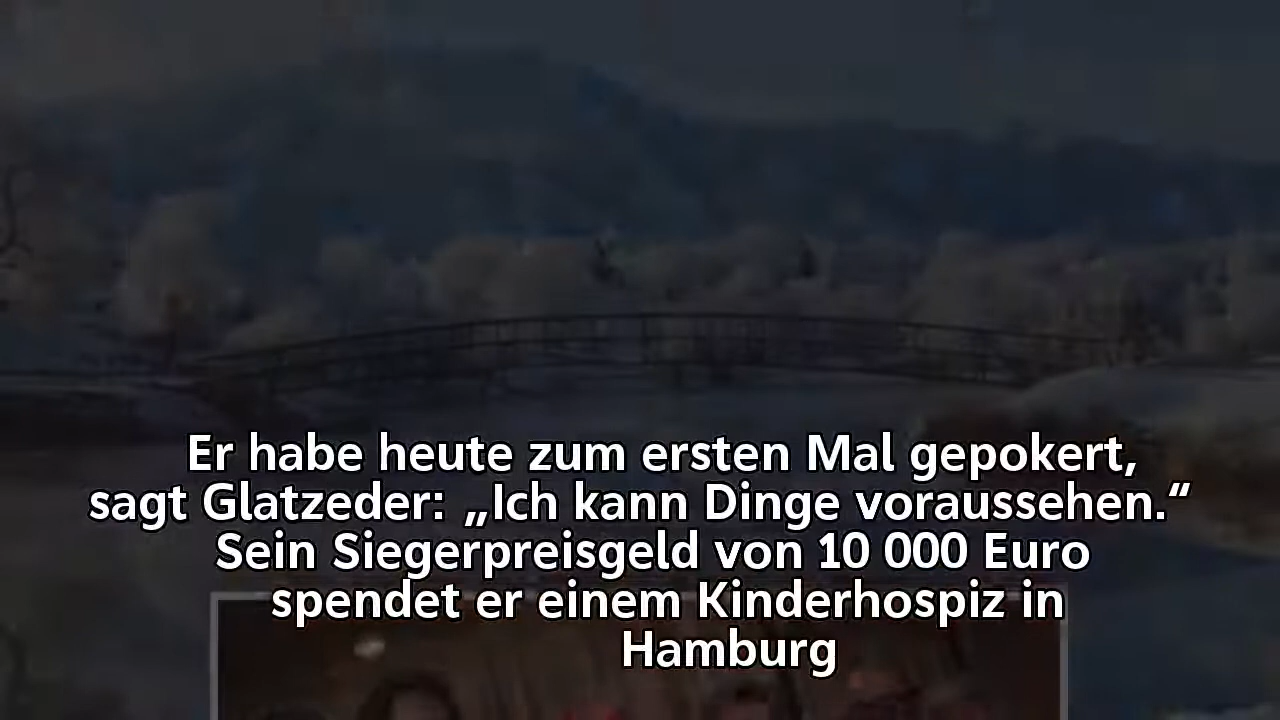 Er habe heute zum ersten Mal gepokert,
sagt Glatzeder: „Ich kann Dinge voraussehen.“
Sein Siegerpreisgeld von 10 000 Euro
spendet er einem Kinderhospiz in
Hamburg